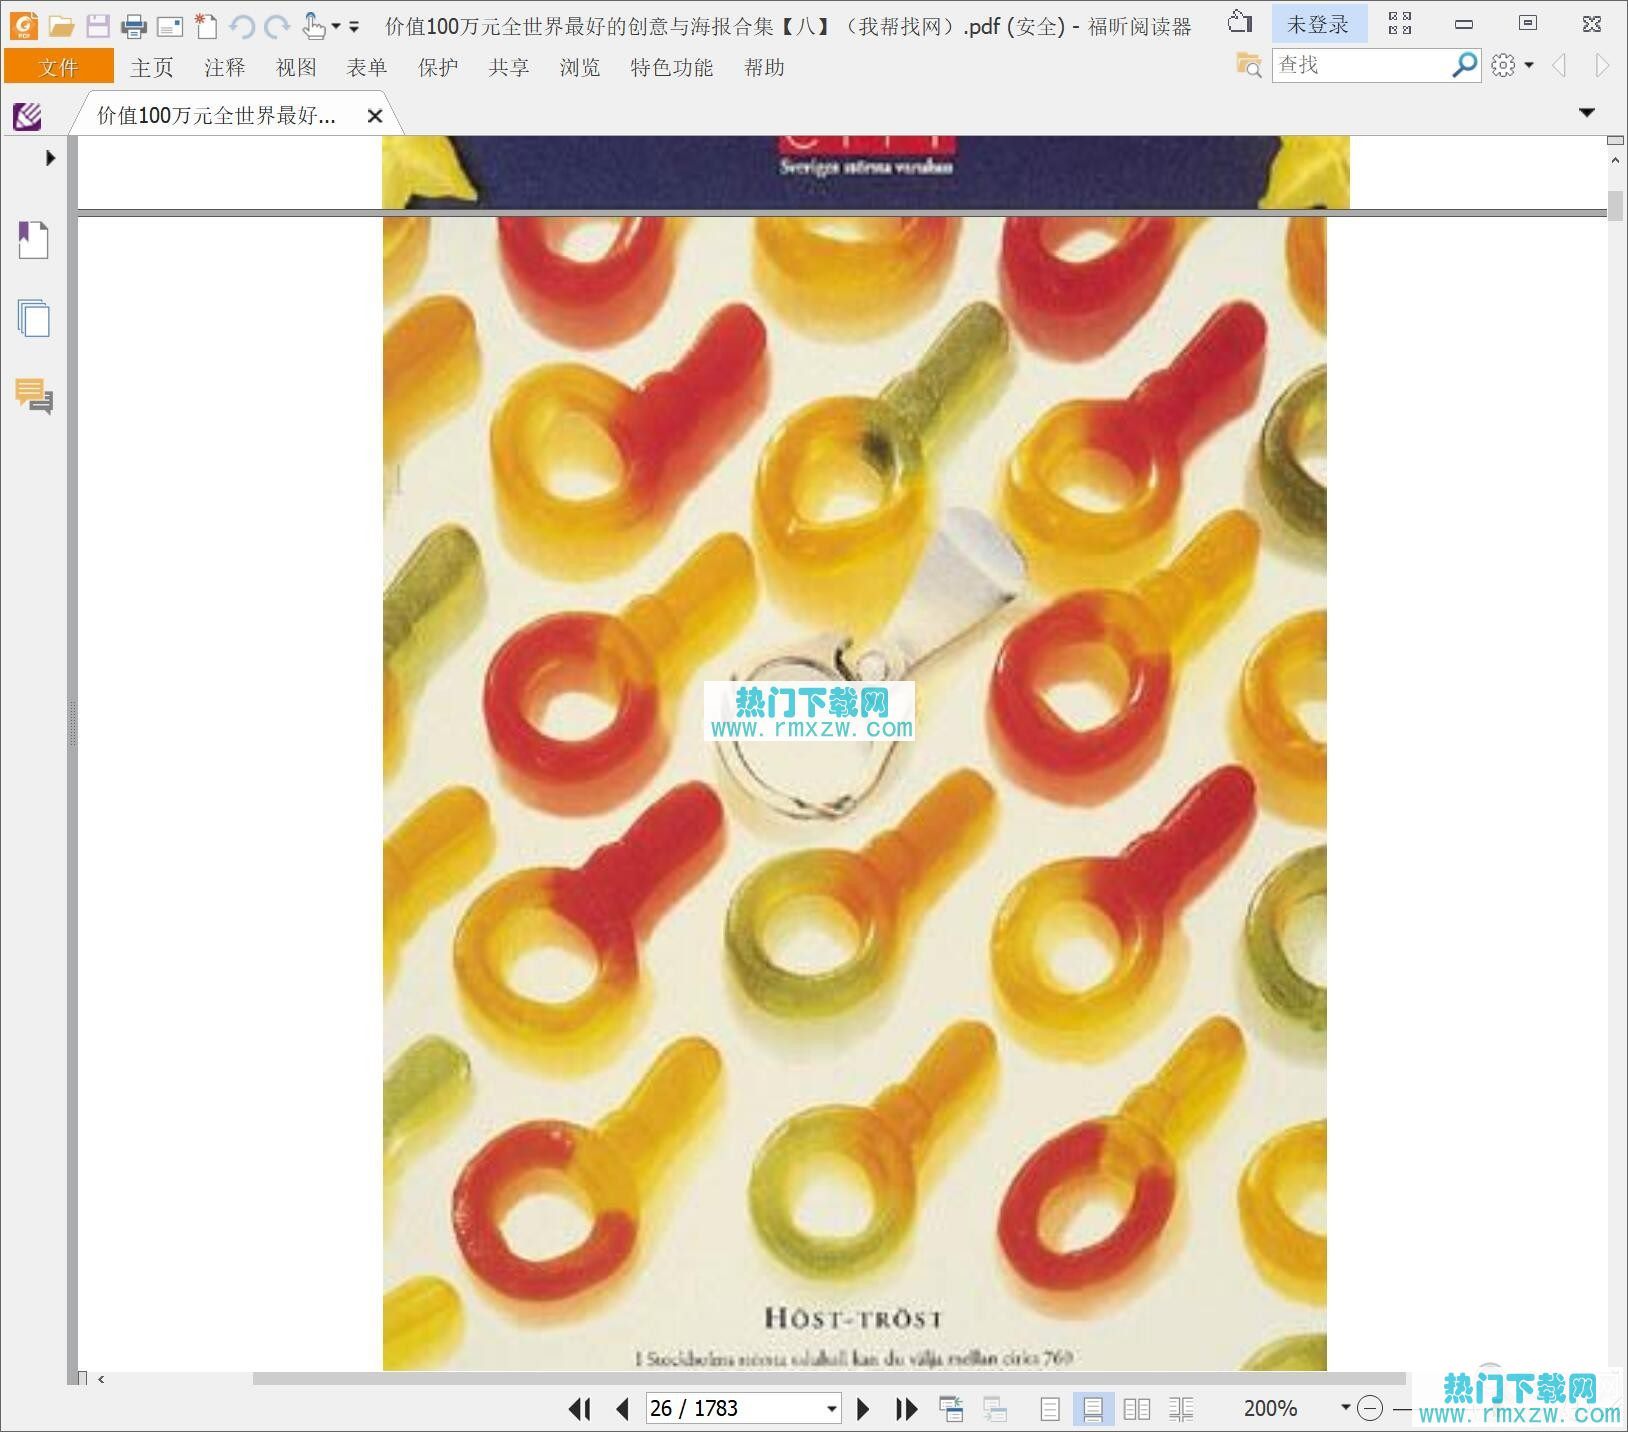 价值100万元全世界最好的创意与海报合集【八】（我帮找网）.pdf (安全) - 福昕阅读器
未登录
文件 主页 注释 视图 表单 保护 共享 浏览 特色功能 帮助
查找
价值100万元全世界最好...
Sveriges största varuhus
热门下载网
www.rmxzw.com
HÖST-TRÖST
I Stockholms största saluhall kan du välja mellan cirka 760
26 / 1783
200%
热门下载网
www.rmxzw.com